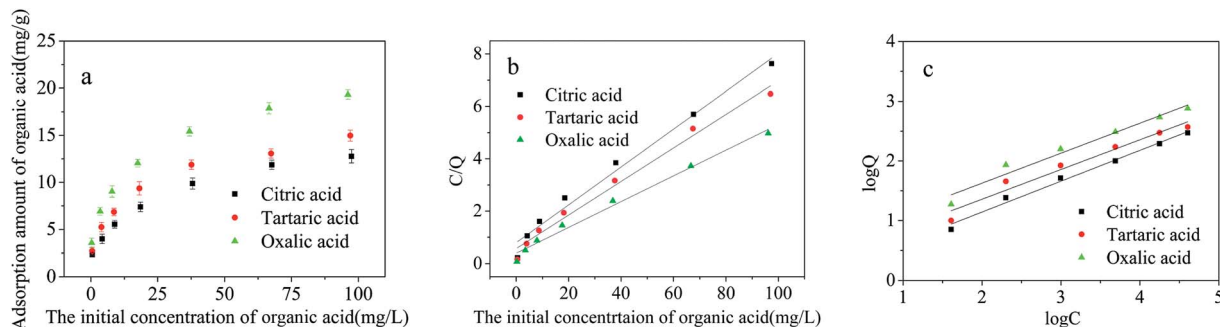 Adsorption amount of organic acid(mg/g)
25
20
15
10
5
0
a
Citric acid
Tartaric acid
Oxalic acid
0 25 50 75 100
The initial concentration of organic acid(mg/L)
C/Q
8
6
4
2
0
b
Citric acid
Tartaric acid
Oxalic acid
0 20 40 60 80 100
The initial concentrtaion of organic acid(mg/L)
logQ
4
3
2
1
0
c
Citric acid
Tartaric acid
Oxalic acid
1 2 3 4 5
logC